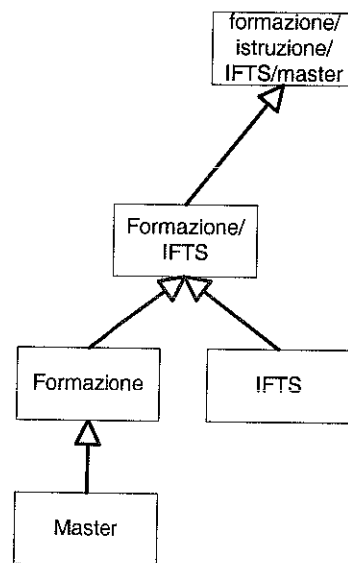 formazione/
istruzione/
IFTS/master
Formazione/
IFTS
Formazione
IFTS
Master